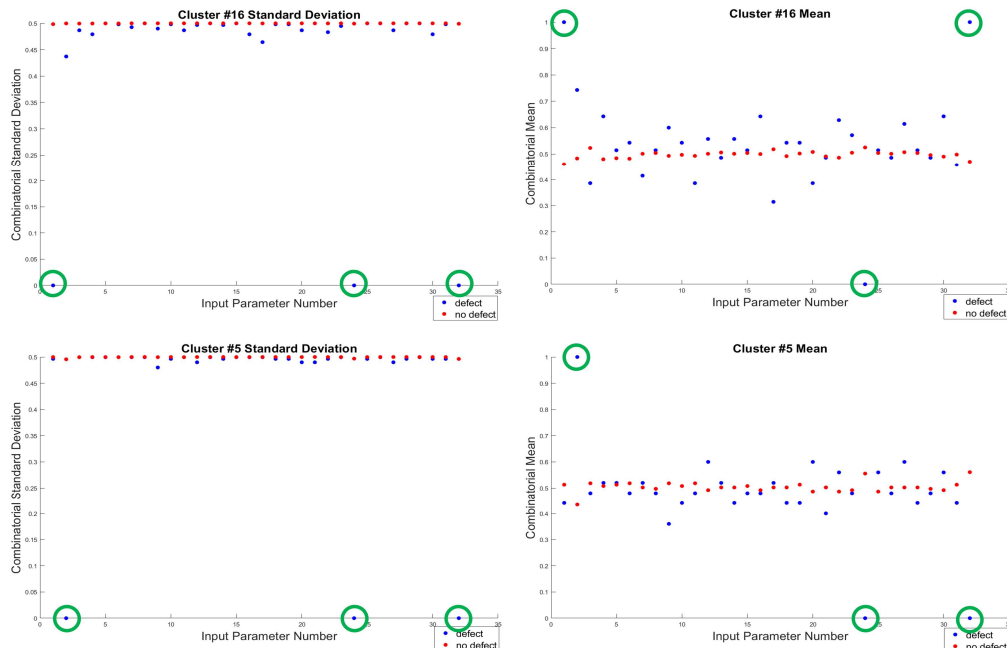 Cluster #16 Standard Deviation
Combinatorial Standard Deviation
0.5
0.45
0.4
0.35
0.3
0.25
0.2
0.15
0.1
0.05
0
0 5 10 15 20 25 30 35
Input Parameter Number
defect
no defect
Cluster #16 Mean
Combinatorial Mean
1
0.9
0.8
0.7
0.6
0.5
0.4
0.3
0.2
0.1
0
5 10 15 20 25 30 35
Input Parameter Number
defect
no defect
Cluster #5 Standard Deviation
Combinatorial Standard Deviation
0.5
0.45
0.4
0.35
0.3
0.25
0.2
0.15
0.1
0.05
0
0 5 10 15 20 25 30 35
Input Parameter Number
defect
no defect
Cluster #5 Mean
Combinatorial Mean
1
0.9
0.8
0.7
0.6
0.5
0.4
0.3
0.2
0.1
0
5 10 15 20 25 30
Input Parameter Number
defect
no defect